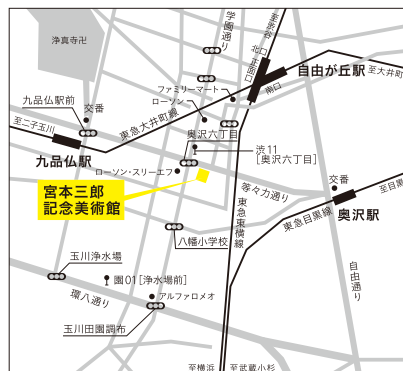 浄真寺卍
学園通り
至渋谷
北口
正面口
自由が丘駅
至大井町
南口
ファミリーマート
ローソン
九品仏駅前
交番
東急大井町線
至二子玉川
九品仏駅
奥沢六丁目
渋11
[奥沢六丁目]
ローソン・スリーエフ
宮本三郎
記念美術館
等々力通り
交番
至目黒
奥沢駅
東急目黒線
東急東横線
八幡小学校
自由通り
玉川浄水場
環八通り
園01[浄水場前]
アルファロメオ
玉川田園調布
至横浜
至武蔵小杉